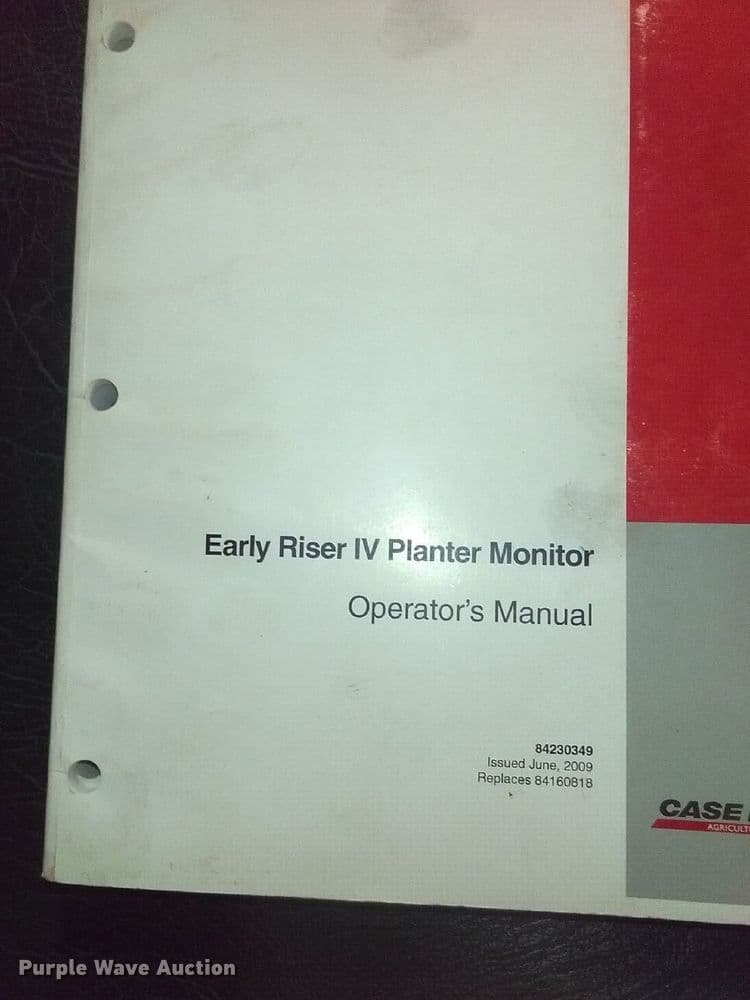 Early Riser IV Planter Monitor
Operator's Manual
84230349
Issued June, 2009
Replaces 84160818
CASE
Purple Wave Auction